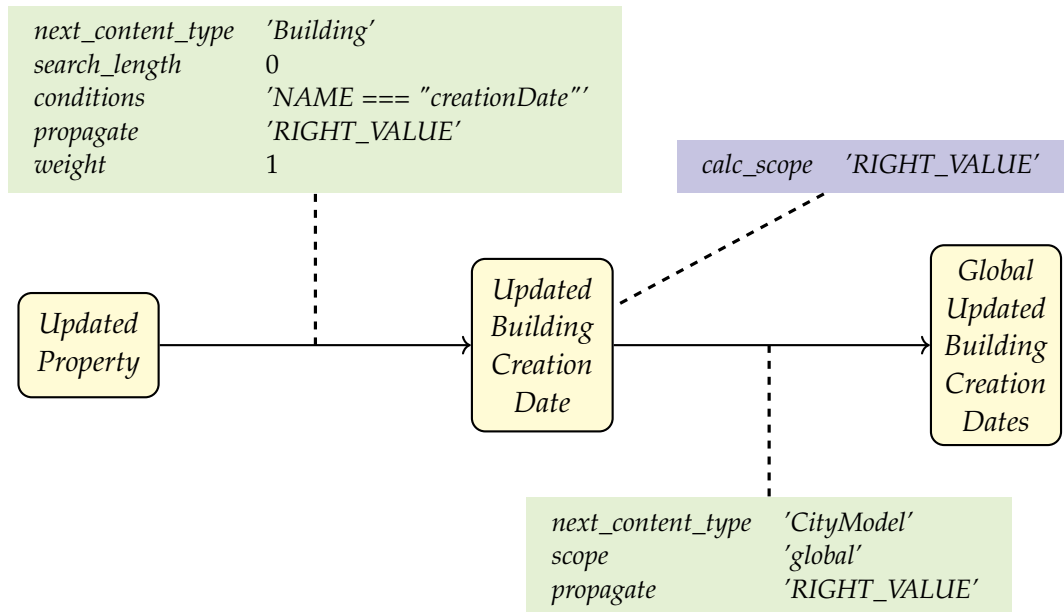 next_content_type 'Building'
search_length 0
conditions 'NAME === "creationDate"'
propagate 'RIGHT_VALUE'
weight 1
calc_scope 'RIGHT_VALUE'
Updated
Property
Updated
Building
Creation
Date
Global
Updated
Building
Creation
Dates
next_content_type 'CityModel'
scope 'global'
propagate 'RIGHT_VALUE'